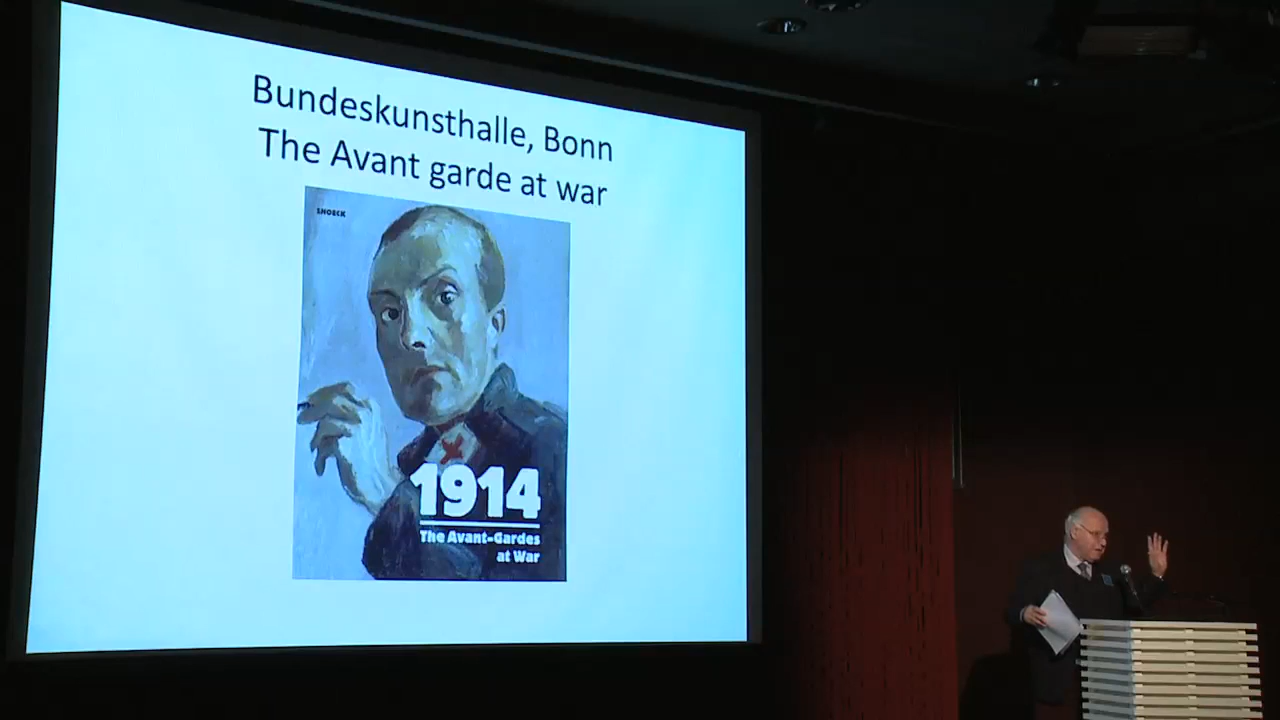 Bundeskunsthalle, Bonn
The Avant garde at war
SNOECK
1914
The Avant-Gardes
at War